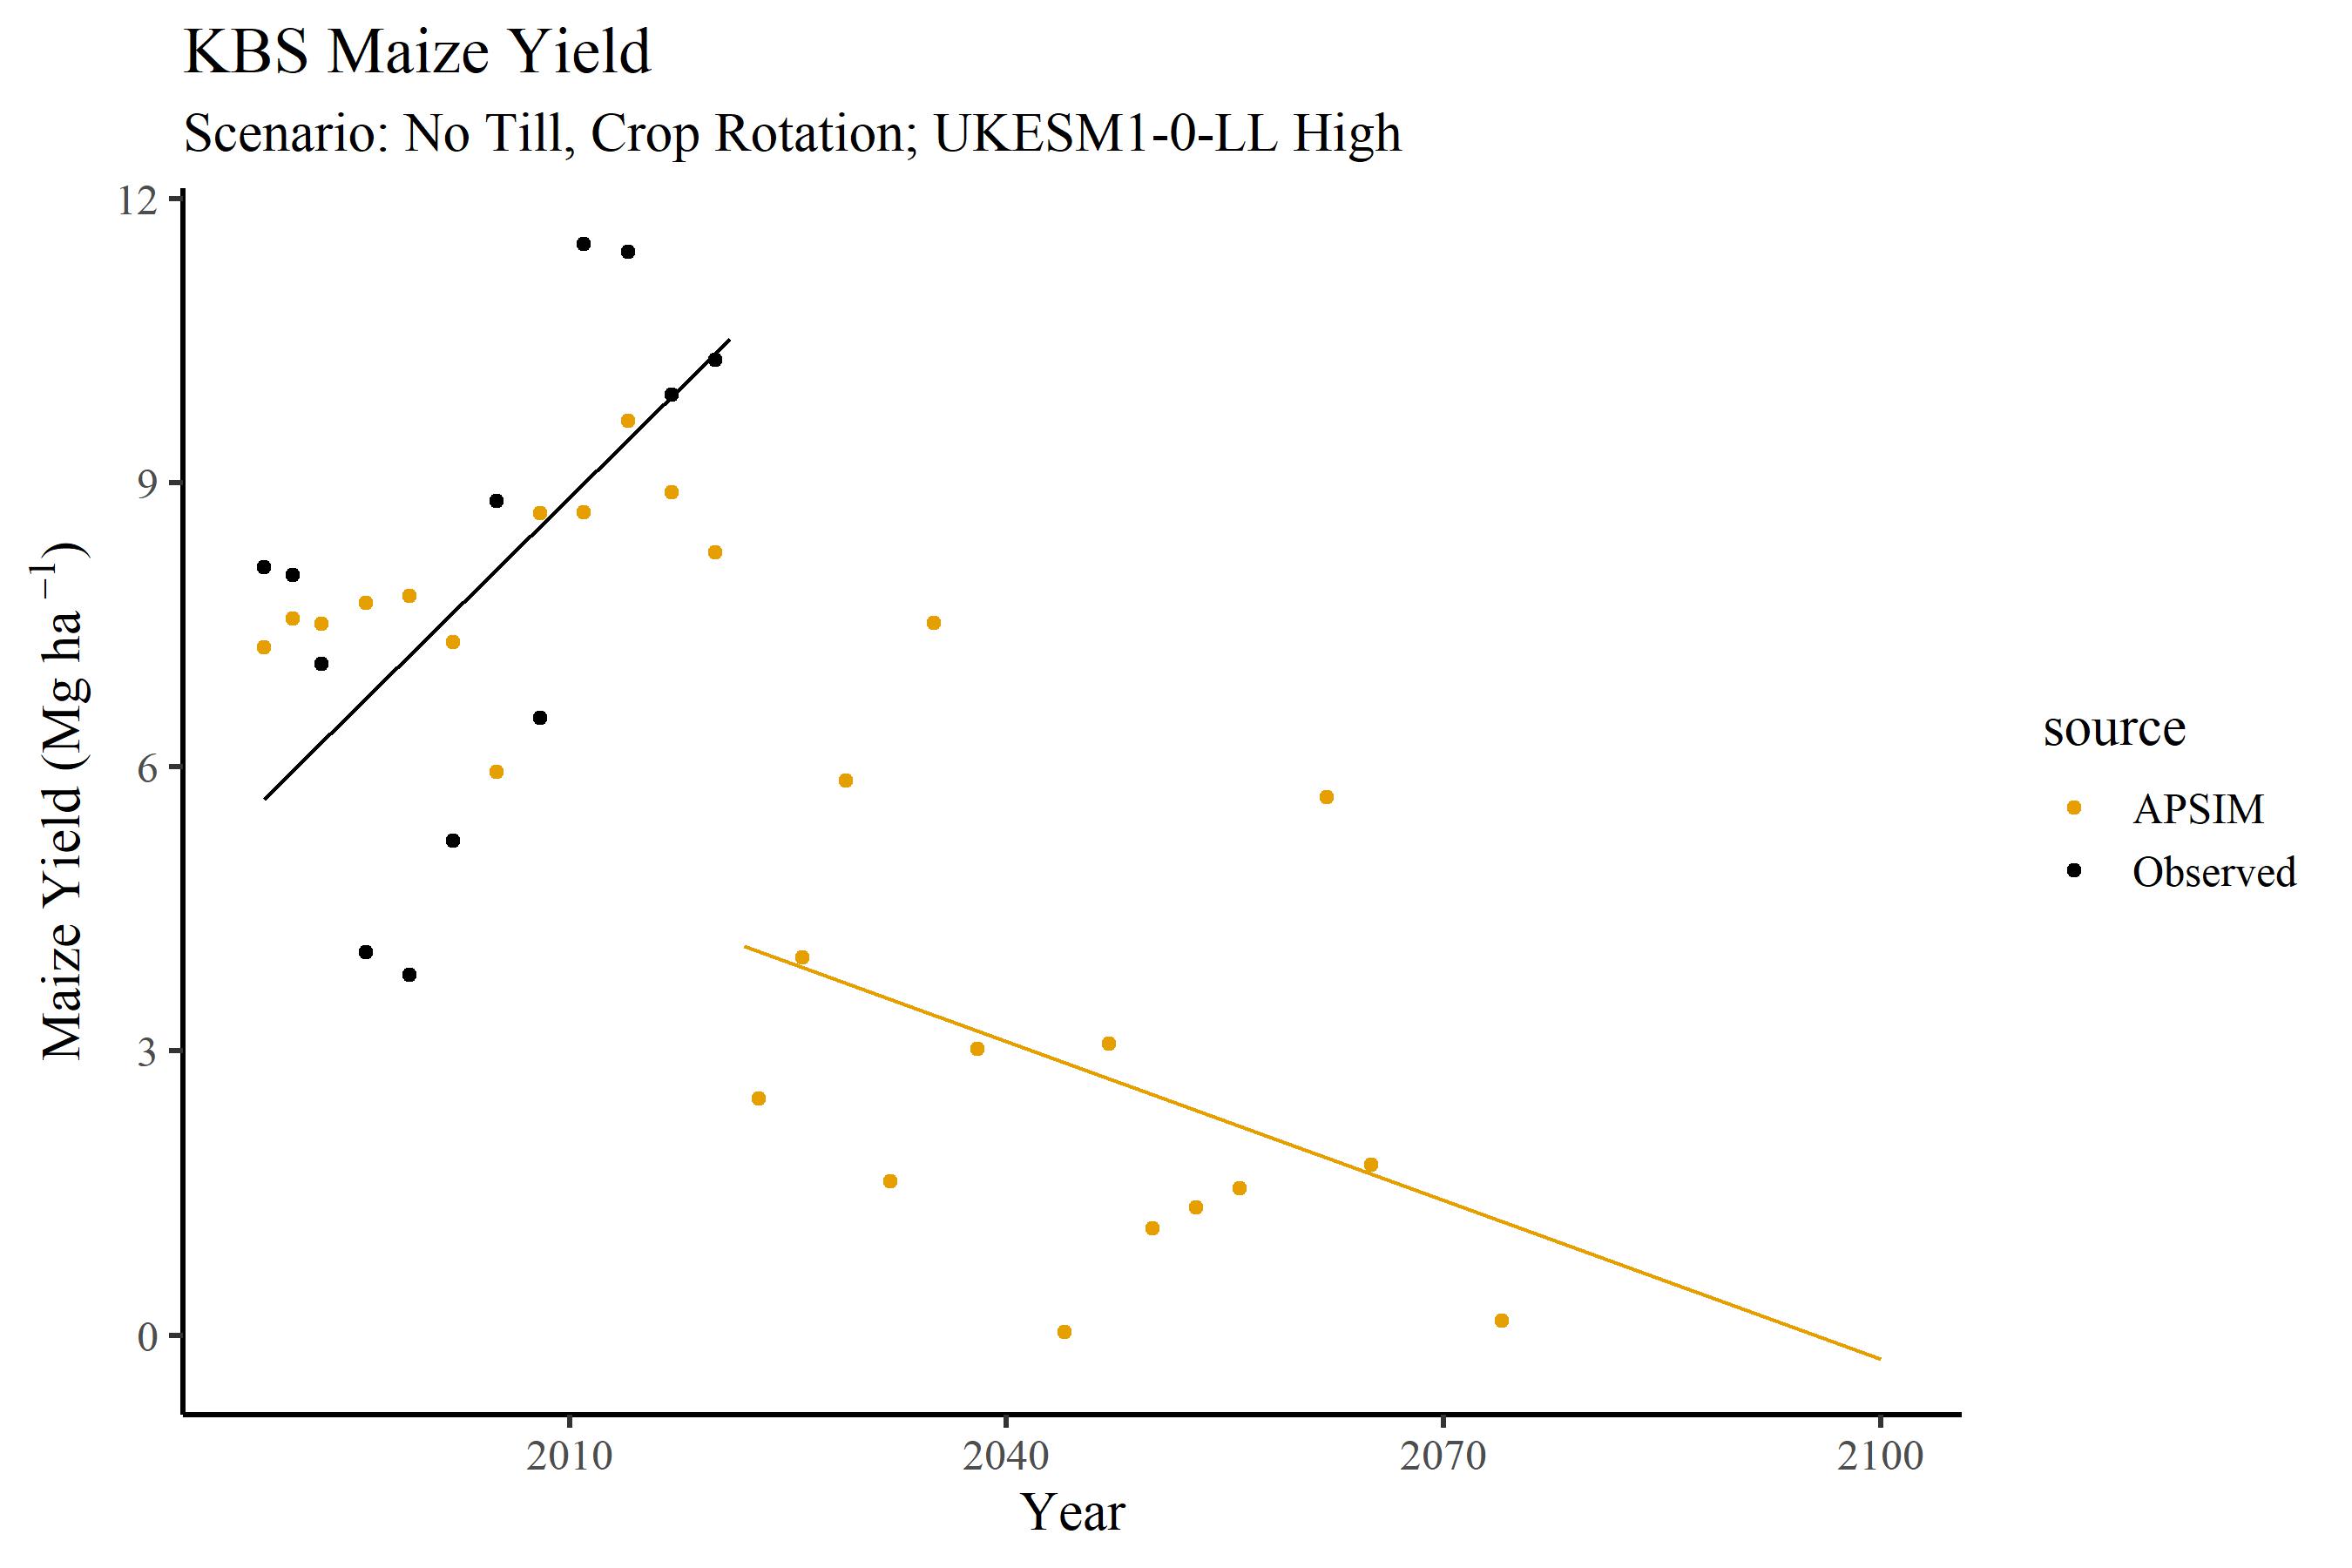 KBS Maize Yield
Scenario: No Till, Crop Rotation; UKESM1-0-LL High
Maize Yield (Mg ha −1)
12
9
6
3
0
2010
2040
2070
2100
Year
source
APSIM
Observed